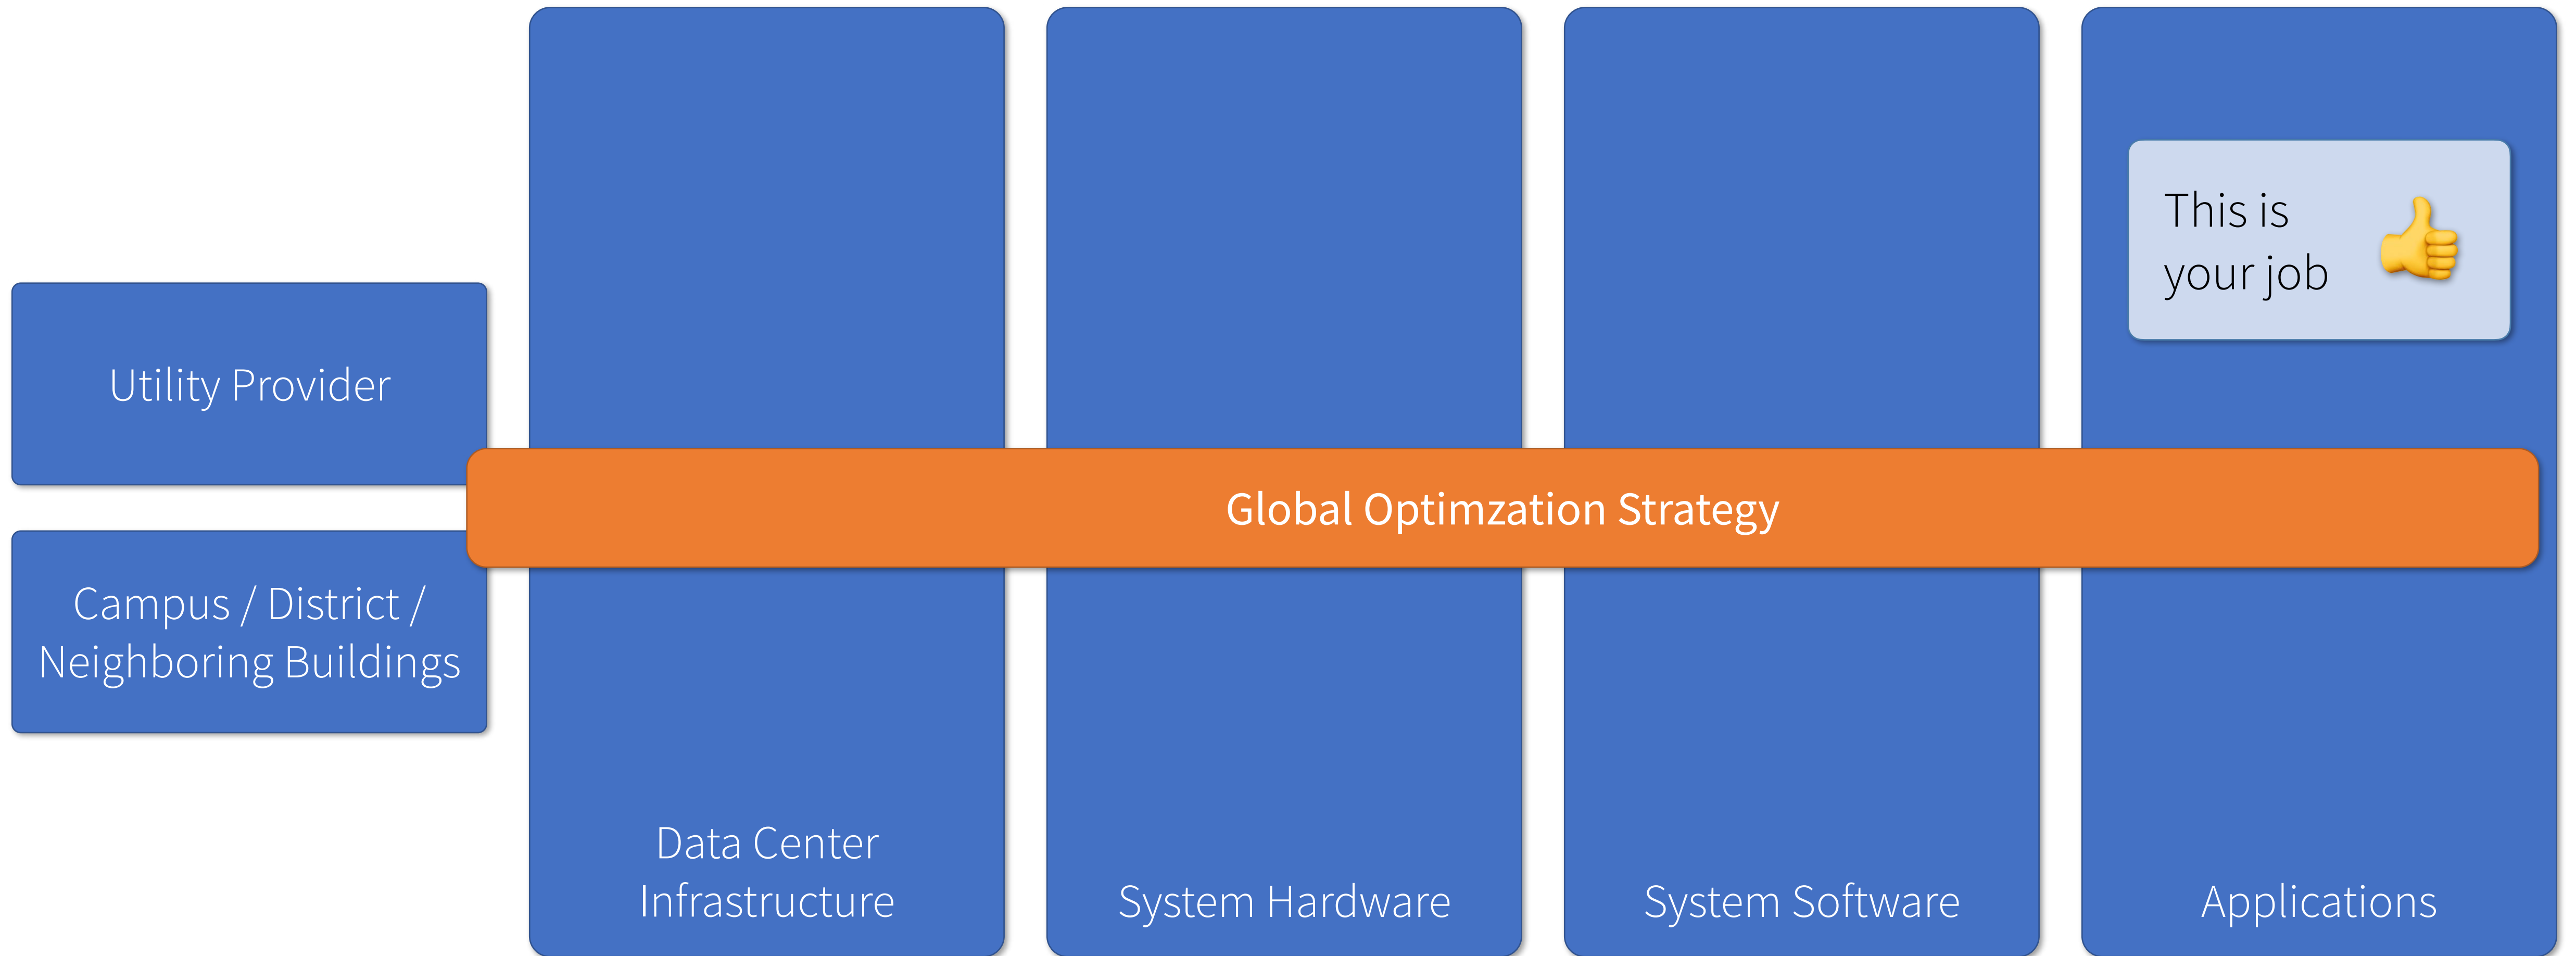 This is
your job
Utility Provider
Global Optimzation Strategy
Campus / District /
Neighboring Buildings
Data Center
Infrastructure
System Hardware
System Software
Applications